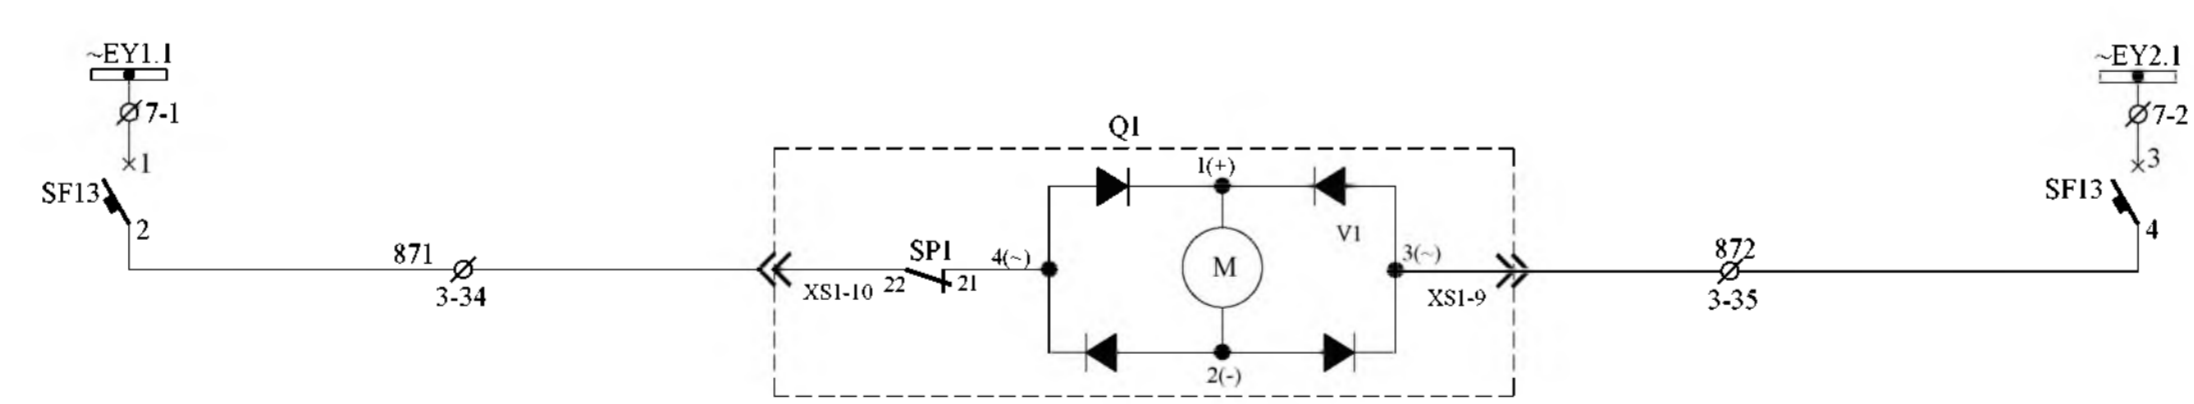 ~EY1.1
~EY2.1
7-1
7-2
Q1
1
1(+)
3
SF13
SF13
2
V1
4
871
SP1
4(~)
M
3(~)
872
3-34
XS1-10
22
21
XS1-9
3-35
2(-)